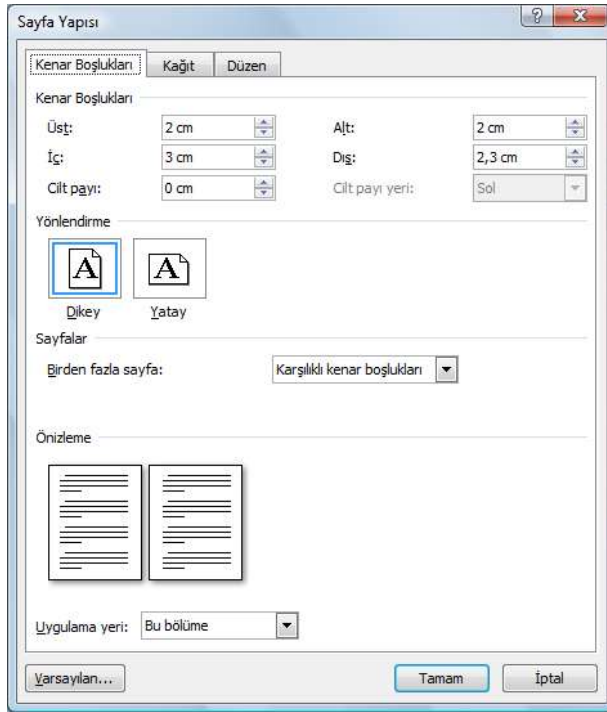 Sayfa Yapısı
Kenar Boşlukları Kağıt Düzen
Kenar Boşlukları
Üst: 2 cm Alt: 2 cm
İç: 3 cm Dış: 2,3 cm
Cilt payı: 0 cm Cilt payı yeri: Sol
Yönlendirme
A A
Dikey Yatay
Sayfalar
Birden fazla sayfa: Karşılıklı kenar boşlukları
Önizleme
Uygulama yeri: Bu bölüme
Varsayılan... Tamam İptal